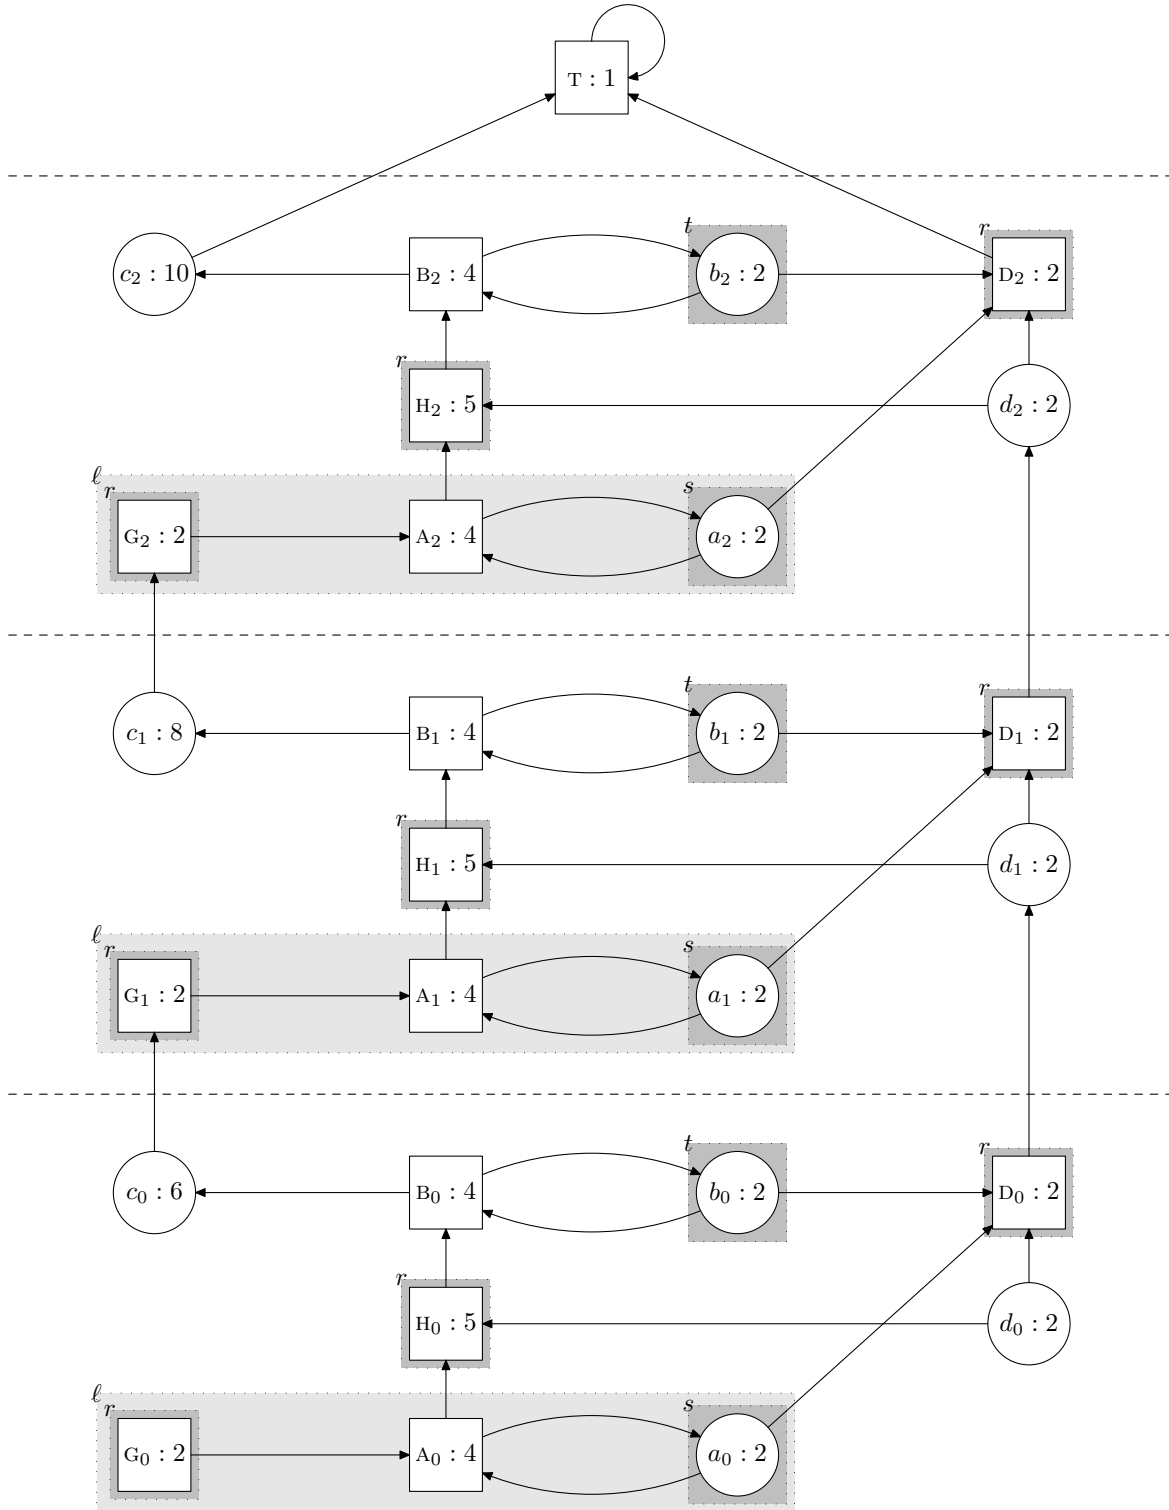 T : 1
t
r
c₂ : 10
B₂ : 4
b₂ : 2
D₂ : 2
r
H₂ : 5
d₂ : 2
ℓ
r
s
G₂ : 2
A₂ : 4
a₂ : 2
t
r
c₁ : 8
B₁ : 4
b₁ : 2
D₁ : 2
r
H₁ : 5
d₁ : 2
ℓ
r
s
G₁ : 2
A₁ : 4
a₁ : 2
t
r
c₀ : 6
B₀ : 4
b₀ : 2
D₀ : 2
r
H₀ : 5
d₀ : 2
ℓ
r
s
G₀ : 2
A₀ : 4
a₀ : 2